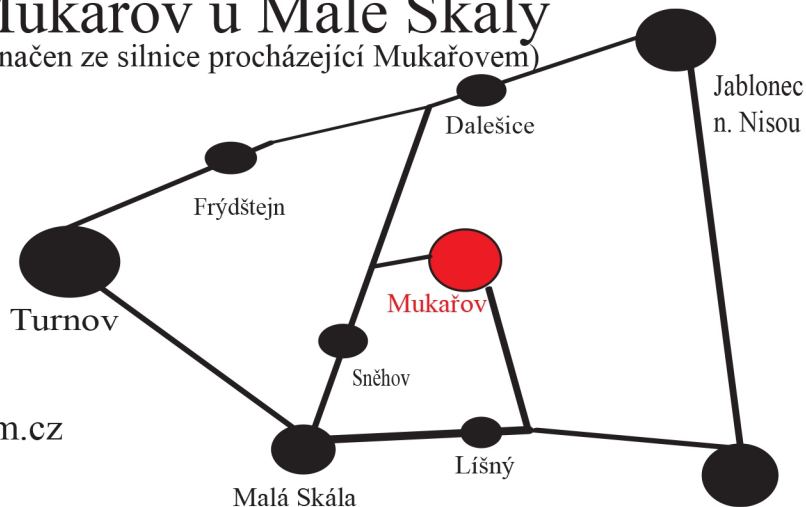 Mukařov u Malé Skály
načen ze silnice procházející Mukařovem)
Jablonec
n. Nisou
Dalešice
Frýdštejn
Mukařov
Turnov
Sněhov
m.cz
Líšný
Malá Skála